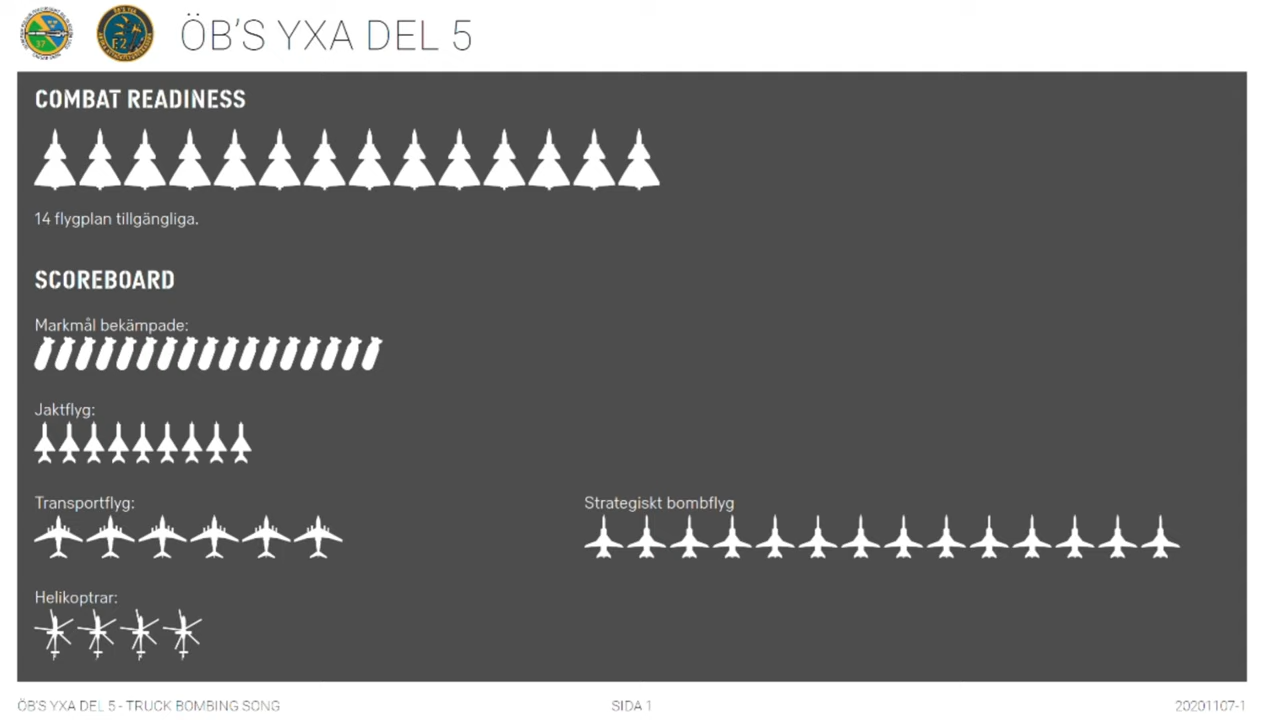 ÖB'S YXA DEL 5
COMBAT READINESS
14 flygplan tillgängliga.
SCOREBOARD
Markmål bekämpade:
Jaktflyg:
Transportflyg:
Strategiskt bombflyg
Helikoptrar:
ÖB'S YXA DEL 5 - TRUCK BOMBING SONG
SIDA 1
20201107-1